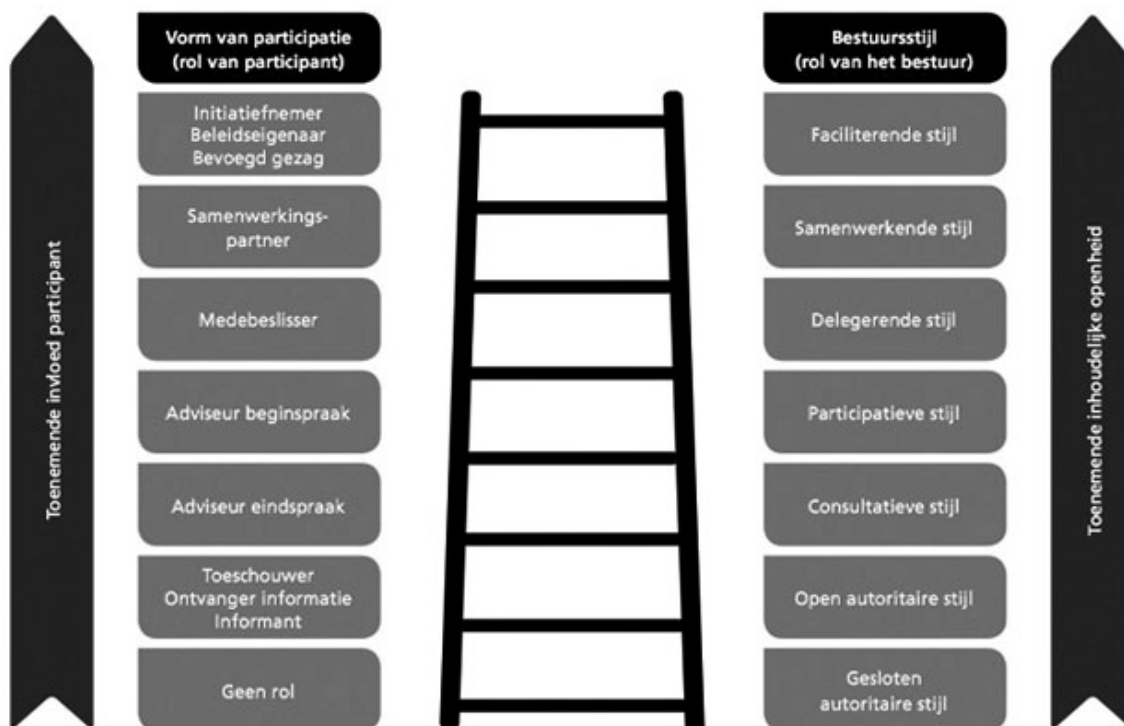 Toenemende invloed participant
Vorm van participatie
(rol van participant)
Initiatiefnemer
Beleidseigenaar
Bevoegd gezag
Samenwerkings-
partner
Medebeslisser
Adviseur beginspraak
Adviseur eindspraak
Toeschouwer
Ontvanger informatie
Informant
Geen rol
Bestuursstijl
(rol van het bestuur)
Faciliterende stijl
Samenwerkende stijl
Delegerende stijl
Participatieve stijl
Consultatieve stijl
Open autoritaire stijl
Gesloten
autoritaire stijl
Toenemende inhoudelijke openheid